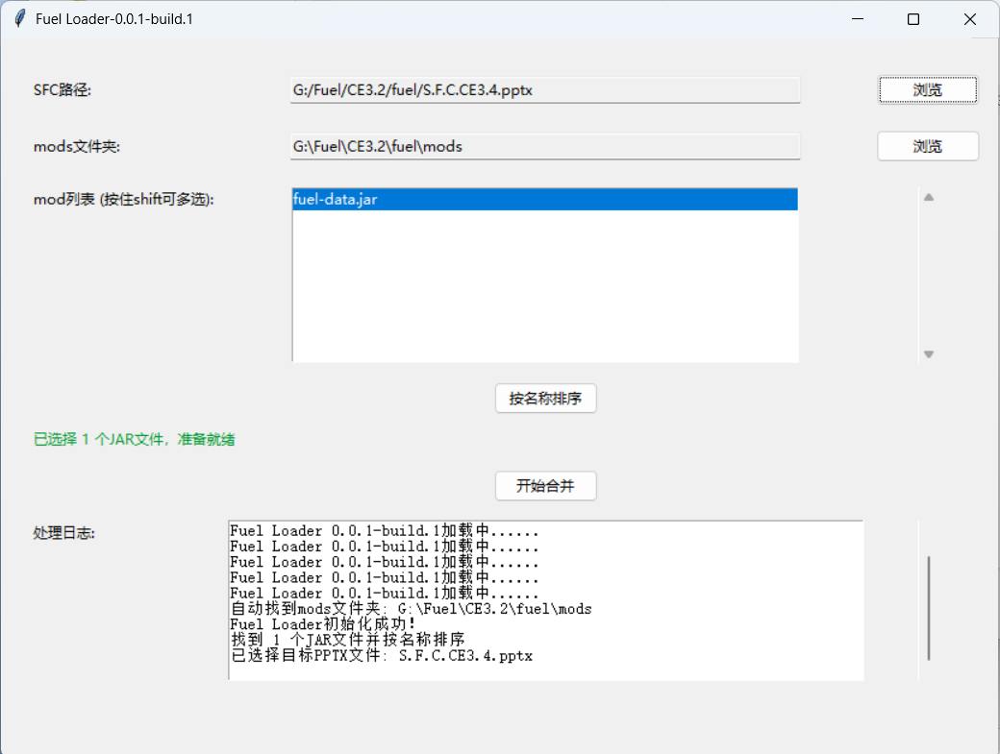 Fuel Loader-0.0.1-build.1
SFC路径:
G:/Fuel/CE3.2/fuel/S.F.C.CE3.4.pptx
浏览
mods文件夹:
G:\Fuel\CE3.2\fuel\mods
浏览
mod列表 (按住shift可多选):
fuel-data.jar
按名称排序
已选择 1 个JAR文件，准备就绪
开始合并
处理日志:
Fuel Loader 0.0.1-build.1加载中......
Fuel Loader 0.0.1-build.1加载中......
Fuel Loader 0.0.1-build.1加载中......
Fuel Loader 0.0.1-build.1加载中......
Fuel Loader 0.0.1-build.1加载中......
自动找到mods文件夹: G:\Fuel\CE3.2\fuel\mods
Fuel Loader初始化成功!
找到 1 个JAR文件并按名称排序
已选择目标PPTX文件: S.F.C.CE3.4.pptx